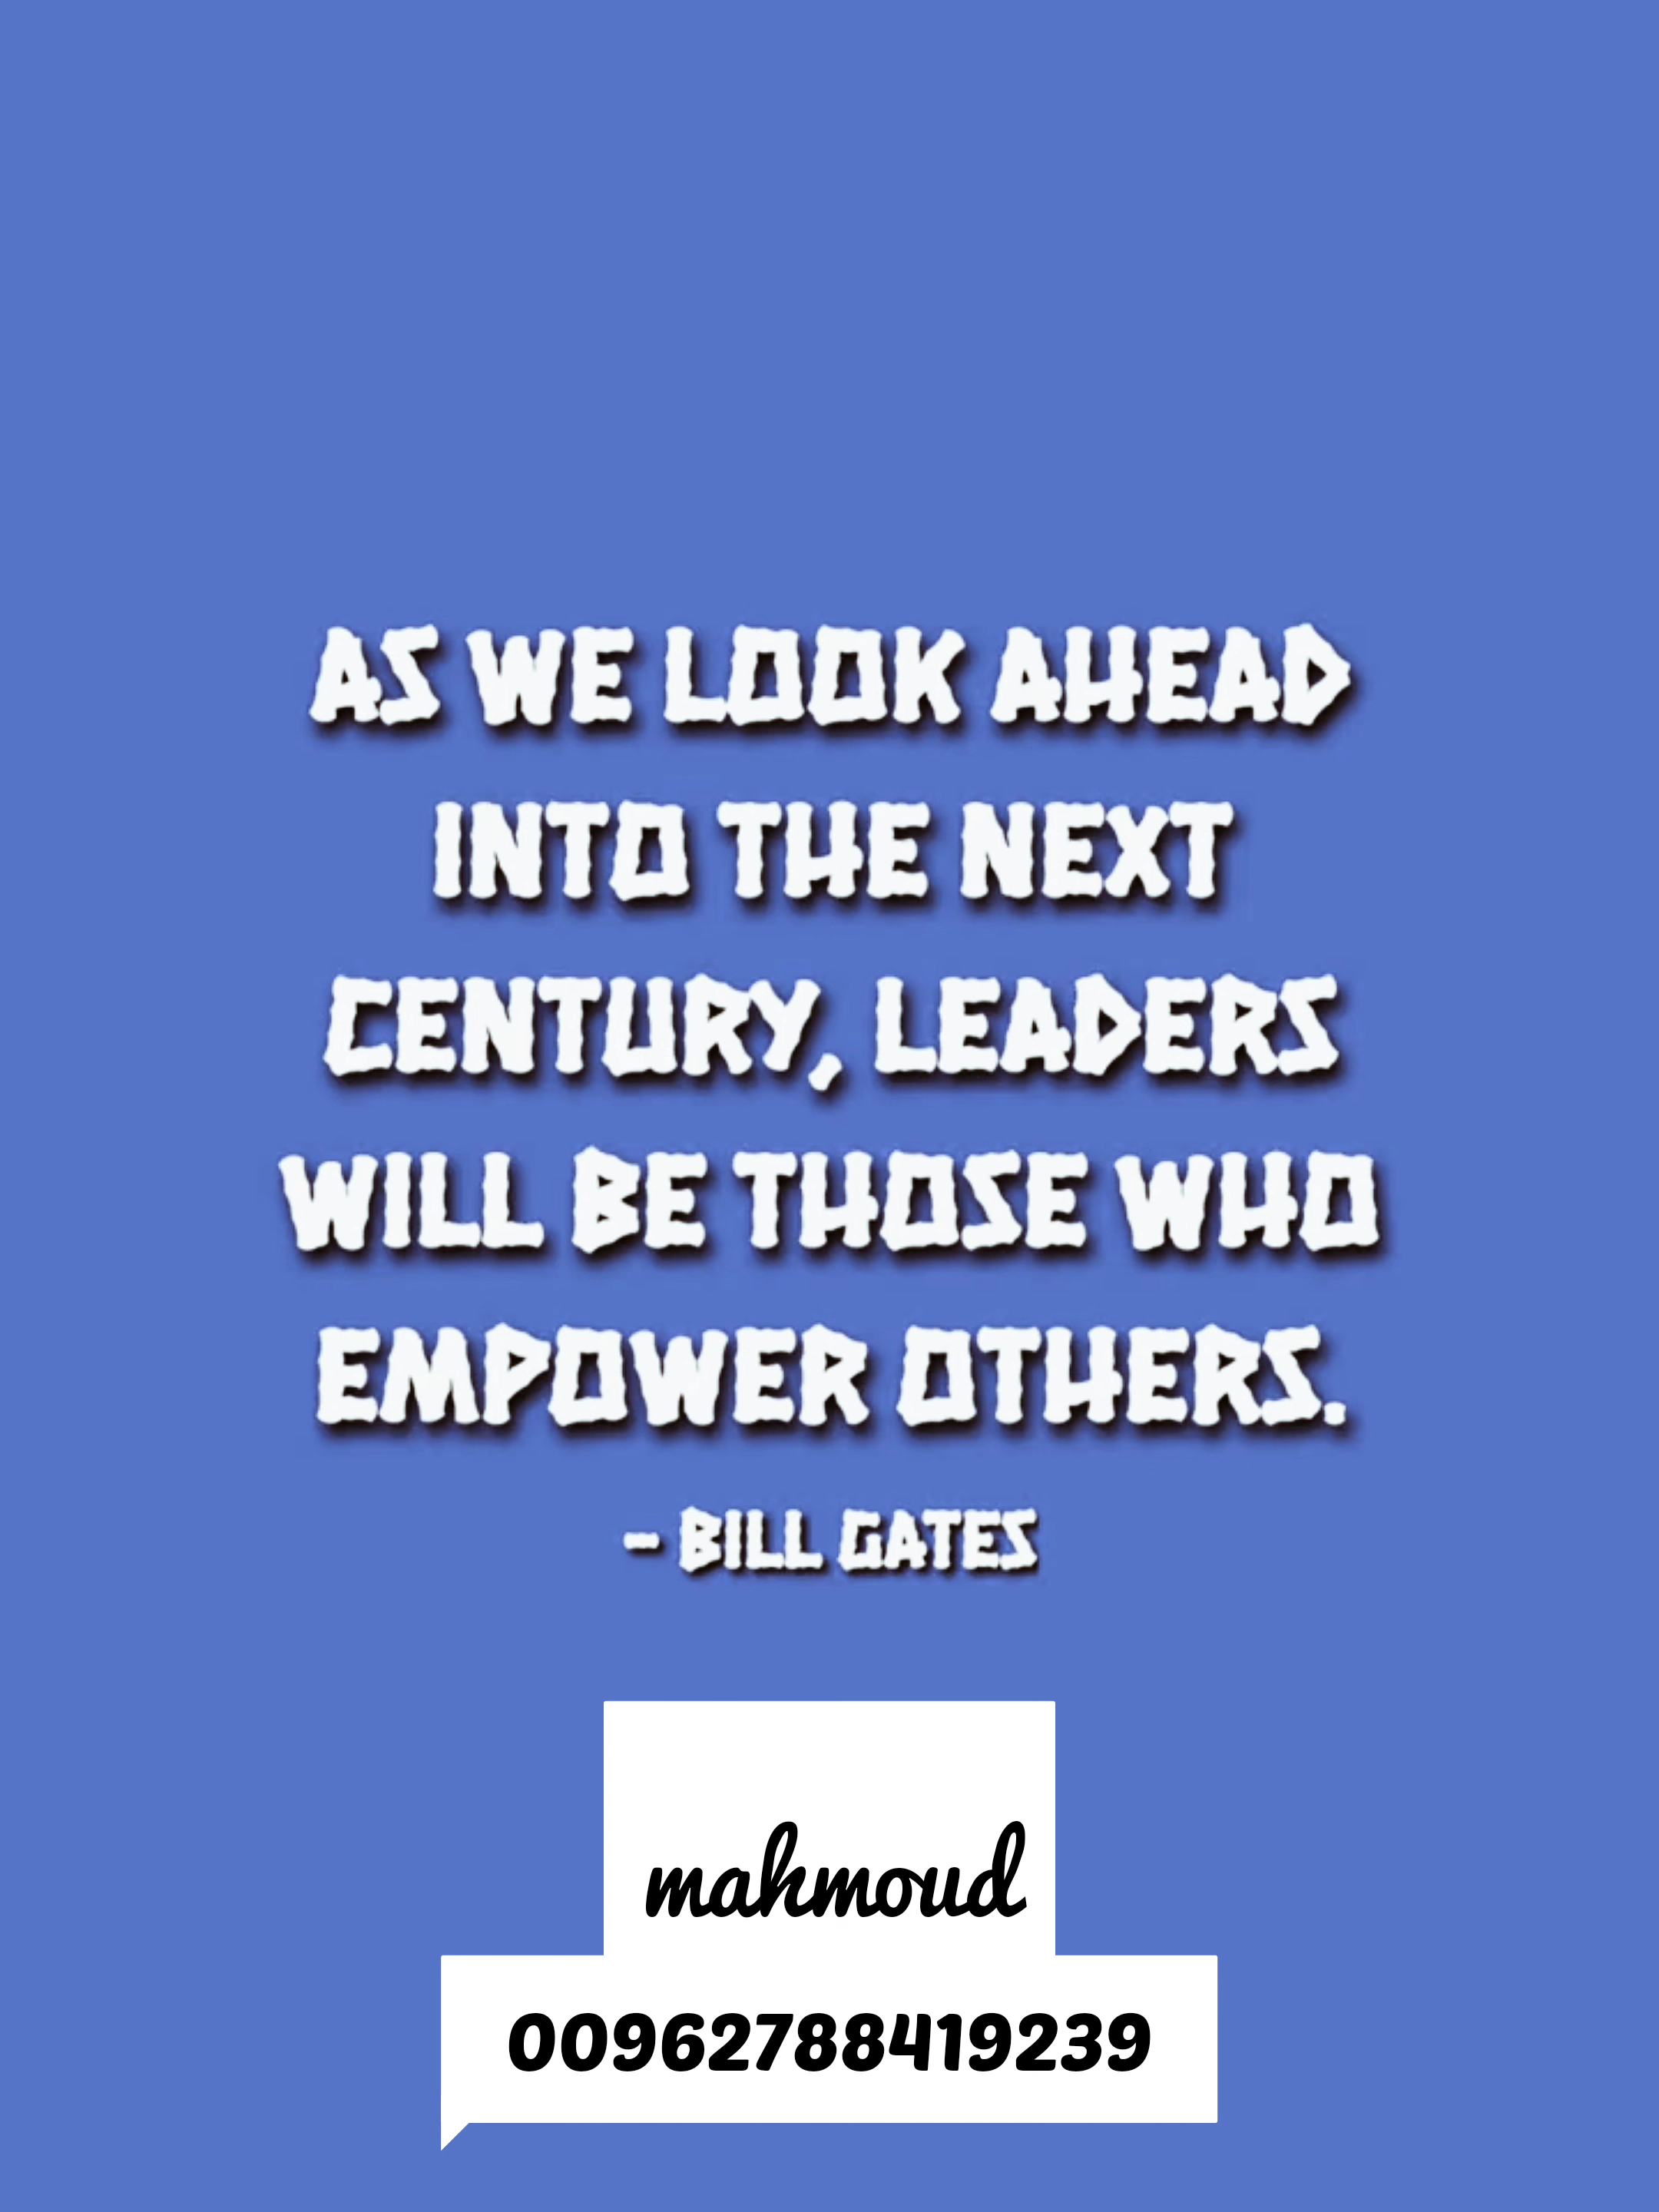 AS WE LOOK AHEAD
INTO THE NEXT
CENTURY, LEADERS
WILL BE THOSE WHO
EMPOWER OTHERS.
- BILL GATES
mahmoud
00962788419239